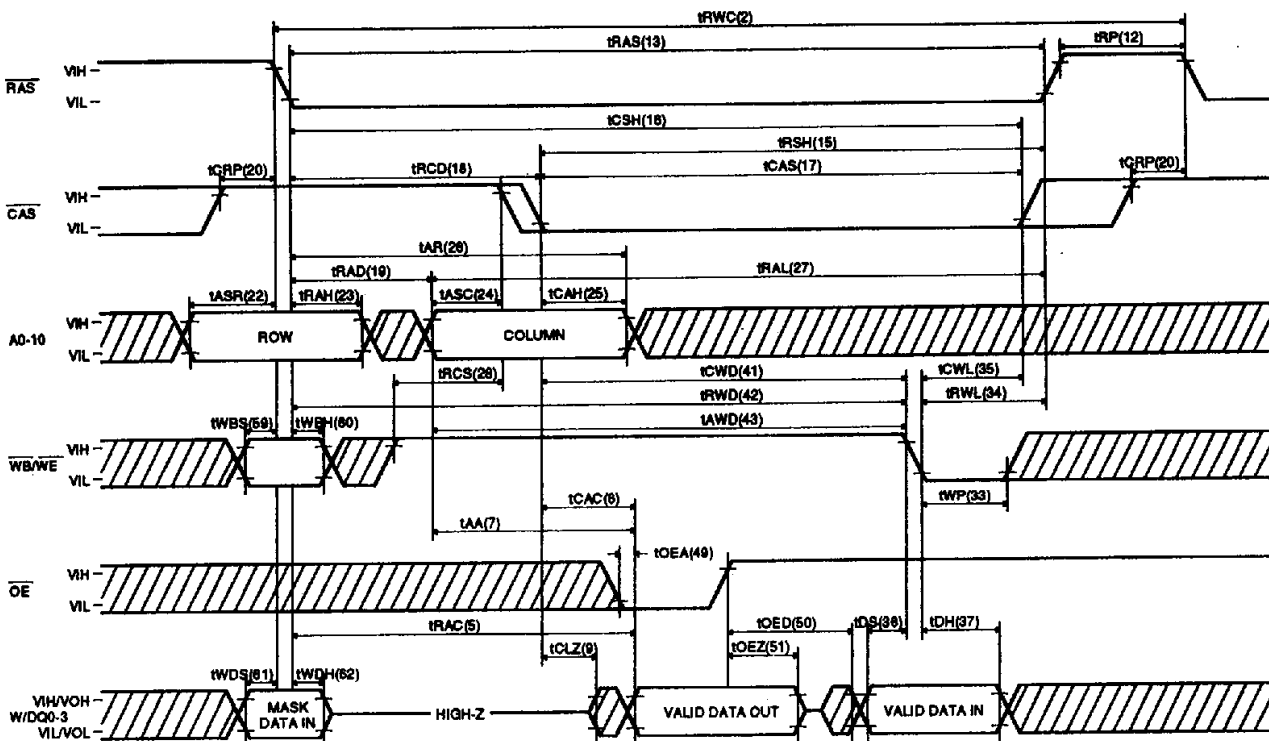 tRWC(2)
tRAS(13)
tRP(12)
RAS
VIH
VIL
tCSH(16)
tRSH(15)
tCRP(20)
tRCD(18)
tCAS(17)
tCRP(20)
CAS
VIH
VIL
tAR(26)
tRAD(19)
tRAL(27)
tASR(22)
tRAH(23)
tASC(24)
tCAH(25)
A0-10
VIH
VIL
ROW
COLUMN
tRCS(28)
tCWD(41)
tCWL(35)
tRWD(42)
tRWL(34)
tWBS(59)
tWBH(60)
tAWD(43)
WB/WE
VIH
VIL
tCAC(6)
tWP(33)
tAA(7)
tOEA(49)
OE
VIH
VIL
tRAC(5)
tOED(50)
tDS(36)
tDH(37)
tCLZ(9)
tOEZ(51)
tWDS(61)
tWDH(62)
VIH/VOH
W/DQ0-3
VIL/VOL
MASK
DATA IN
HIGH-Z
VALID DATA OUT
VALID DATA IN